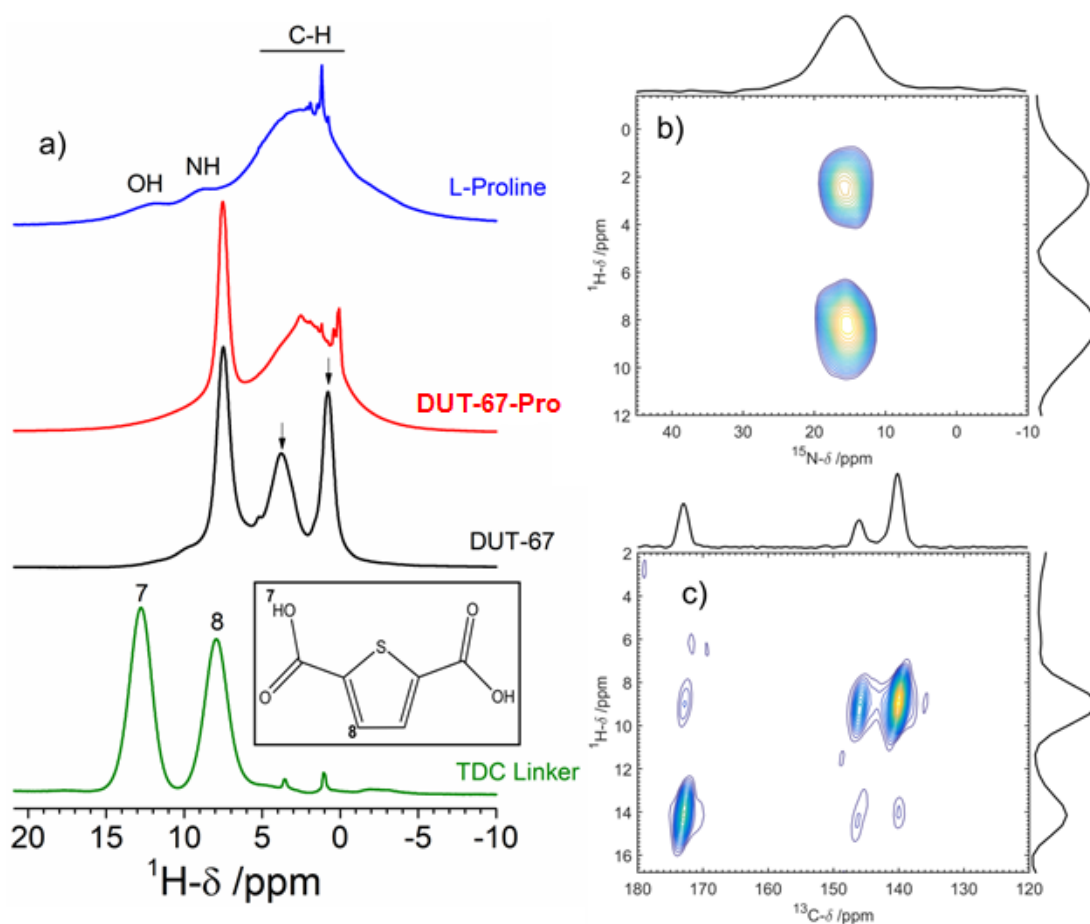 C-H
a)
OH
NH
L-Proline
DUT-67-Pro
DUT-67
7
8
7
HO
O
S
O
OH
8
TDC Linker
20 15 10 5 0 -5 -10
¹H-δ /ppm
b)
0
2
4
6
8
10
12
¹H-δ /ppm
40 30 20 10 0 -10
¹⁵N-δ /ppm
c)
2
4
6
8
10
12
14
16
¹H-δ /ppm
180 170 160 150 140 130 120
¹³C-δ /ppm